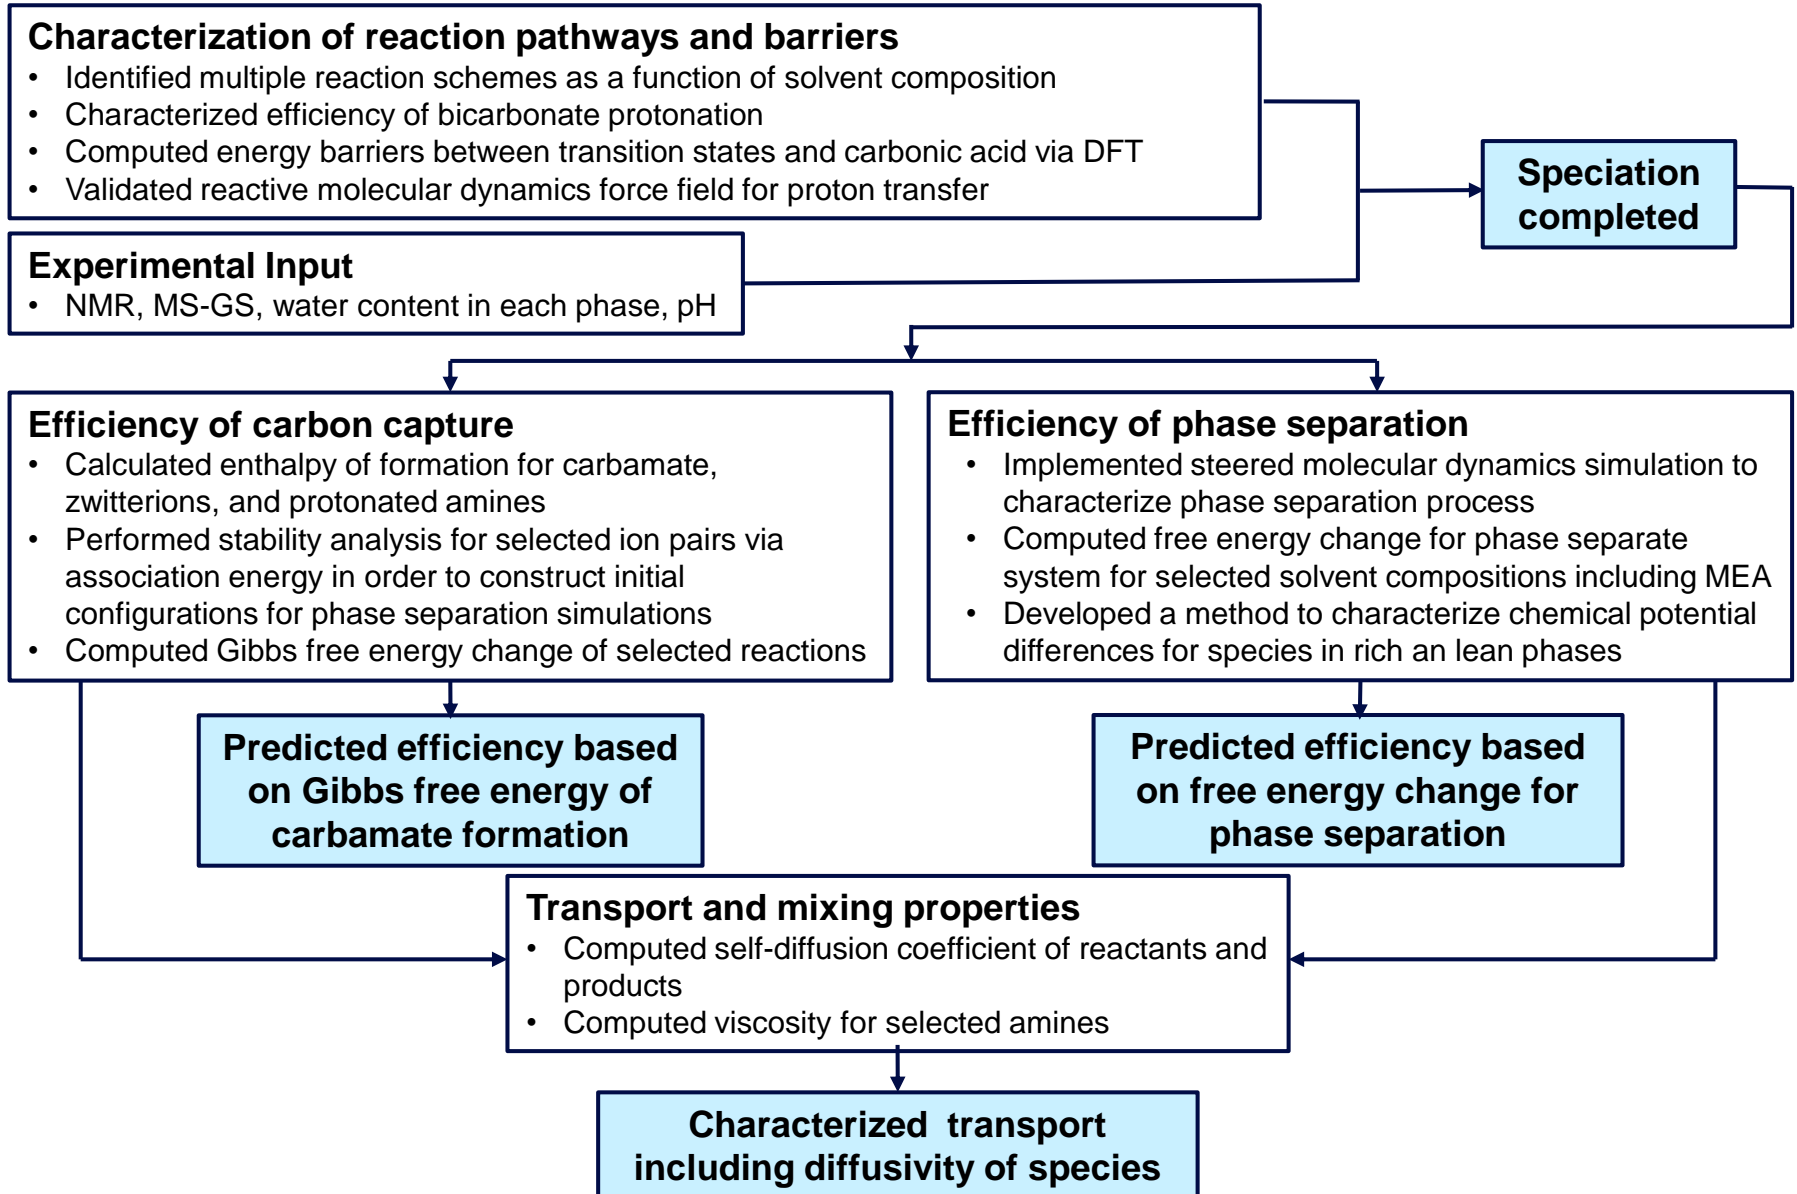 Characterization of reaction pathways and barriers
• Identified multiple reaction schemes as a function of solvent composition
• Characterized efficiency of bicarbonate protonation
• Computed energy barriers between transition states and carbonic acid via DFT
• Validated reactive molecular dynamics force field for proton transfer
Speciation
completed
Experimental Input
• NMR, MS-GS, water content in each phase, pH
Efficiency of carbon capture
• Calculated enthalpy of formation for carbamate,
zwitterions, and protonated amines
• Performed stability analysis for selected ion pairs via
association energy in order to construct initial
configurations for phase separation simulations
• Computed Gibbs free energy change of selected reactions
Efficiency of phase separation
• Implemented steered molecular dynamics simulation to
characterize phase separation process
• Computed free energy change for phase separate
system for selected solvent compositions including MEA
• Developed a method to characterize chemical potential
differences for species in rich an lean phases
Predicted efficiency based
on Gibbs free energy of
carbamate formation
Predicted efficiency based
on free energy change for
phase separation
Transport and mixing properties
• Computed self-diffusion coefficient of reactants and
products
• Computed viscosity for selected amines
Characterized transport
including diffusivity of species